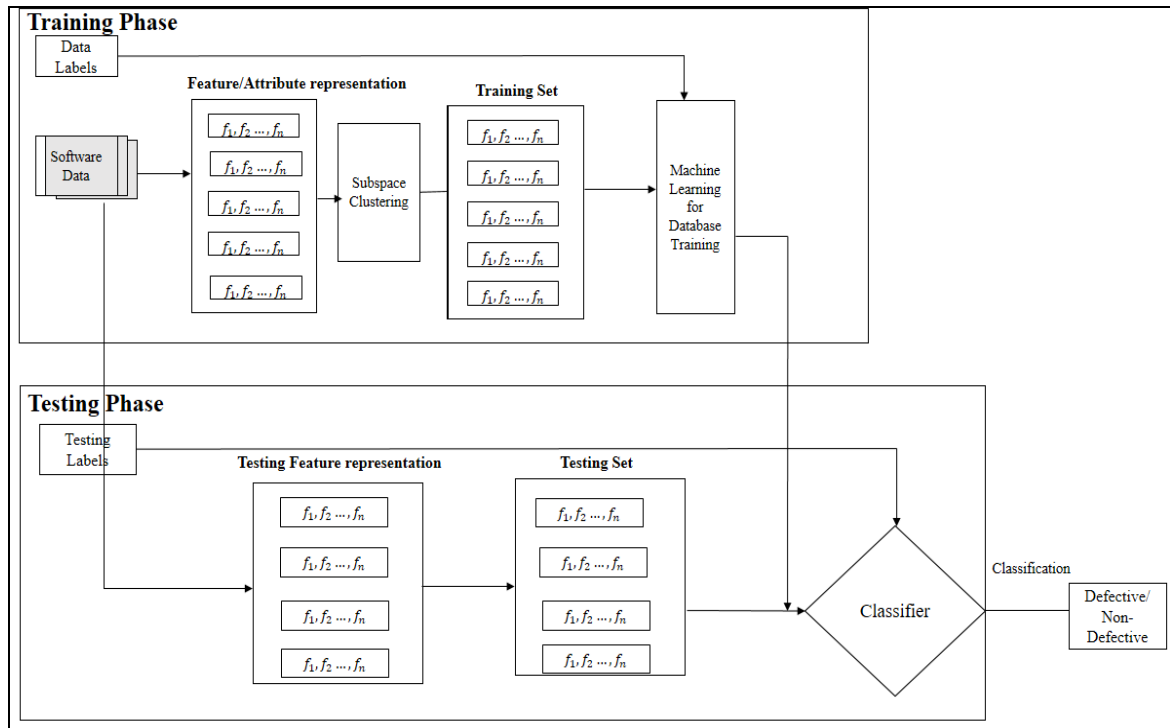 Training Phase
Data
Labels
Feature/Attribute representation
Training Set
f₁, f₂ ..., fₙ
f₁, f₂ ..., fₙ
f₁, f₂ ..., fₙ
f₁, f₂ ..., fₙ
f₁, f₂ ..., fₙ
f₁, f₂ ..., fₙ
f₁, f₂ ..., fₙ
f₁, f₂ ..., fₙ
f₁, f₂ ..., fₙ
f₁, f₂ ..., fₙ
Software
Data
Subspace
Clustering
Machine
Learning
for
Database
Training
Testing Phase
Testing
Labels
Testing Feature representation
Testing Set
f₁, f₂ ..., fₙ
f₁, f₂ ..., fₙ
f₁, f₂ ..., fₙ
f₁, f₂ ..., fₙ
f₁, f₂ ..., fₙ
f₁, f₂ ..., fₙ
f₁, f₂ ..., fₙ
f₁, f₂ ..., fₙ
Classifier
Classification
Defective/
Non-
Defective